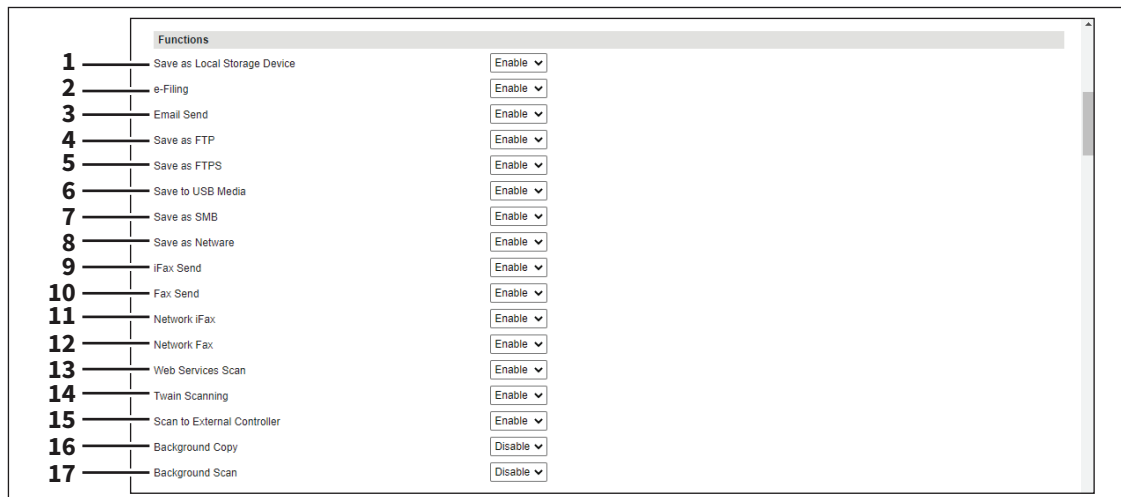 Functions
1 Save as Local Storage Device Enable
2 e-Filing Enable
3 Email Send Enable
4 Save as FTP Enable
5 Save as FTPS Enable
6 Save to USB Media Enable
7 Save as SMB Enable
8 Save as Netware Enable
9 iFax Send Enable
10 Fax Send Enable
11 Network iFax Enable
12 Network Fax Enable
13 Web Services Scan Enable
14 Twain Scanning Enable
15 Scan to External Controller Enable
16 Background Copy Disable
17 Background Scan Disable